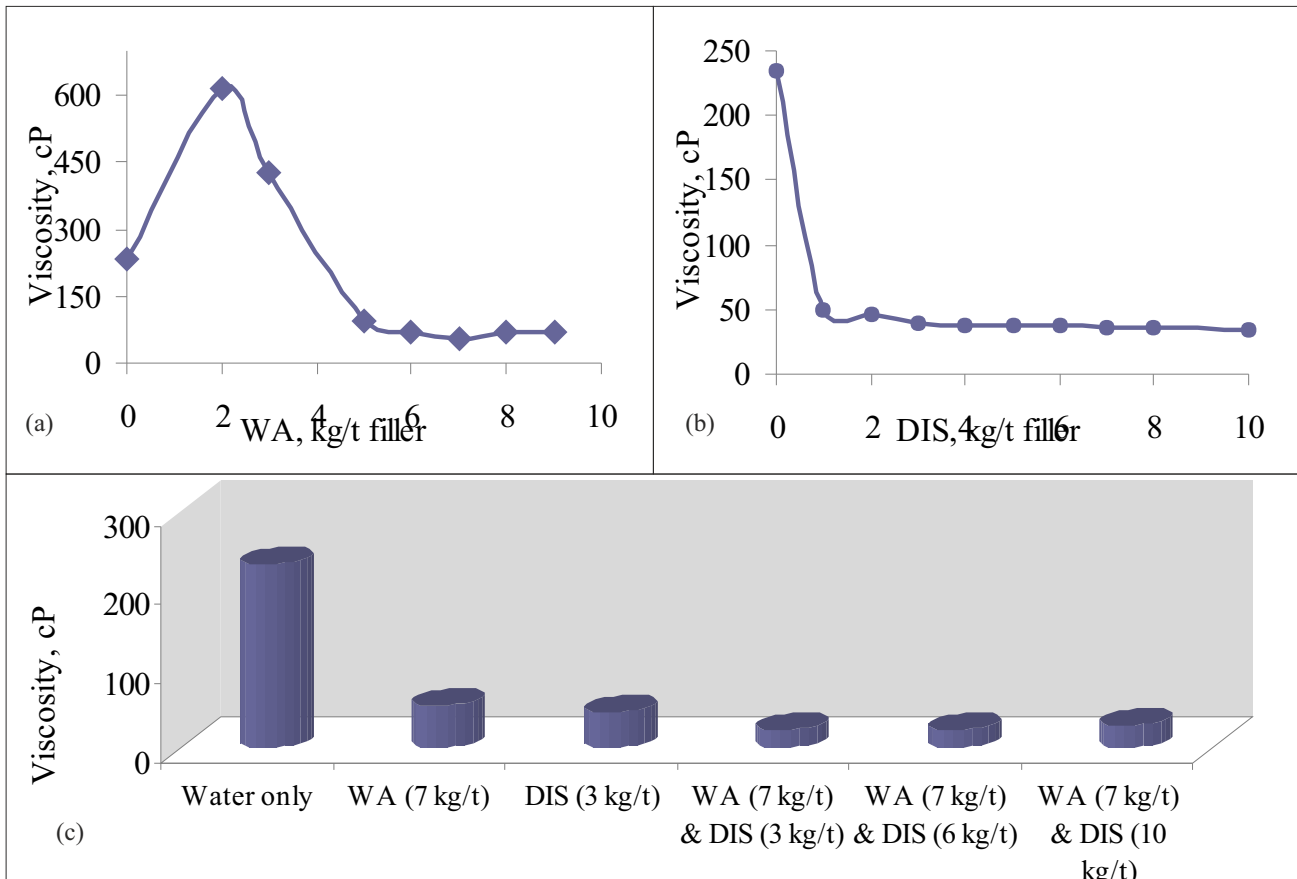 Viscosity, cP
600
450
300
150
0
0 2 4 6 8 10
WA, kg/t filler
(a)
Viscosity, cP
250
200
150
100
50
0
0 2 4 6 8 10
DIS, kg/t filler
(b)
Viscosity, cP
300
200
100
0
Water only
WA (7 kg/t)
DIS (3 kg/t)
WA (7 kg/t)
& DIS (3 kg/t)
WA (7 kg/t)
& DIS (6 kg/t)
WA (7 kg/t)
& DIS (10
kg/t)
(c)